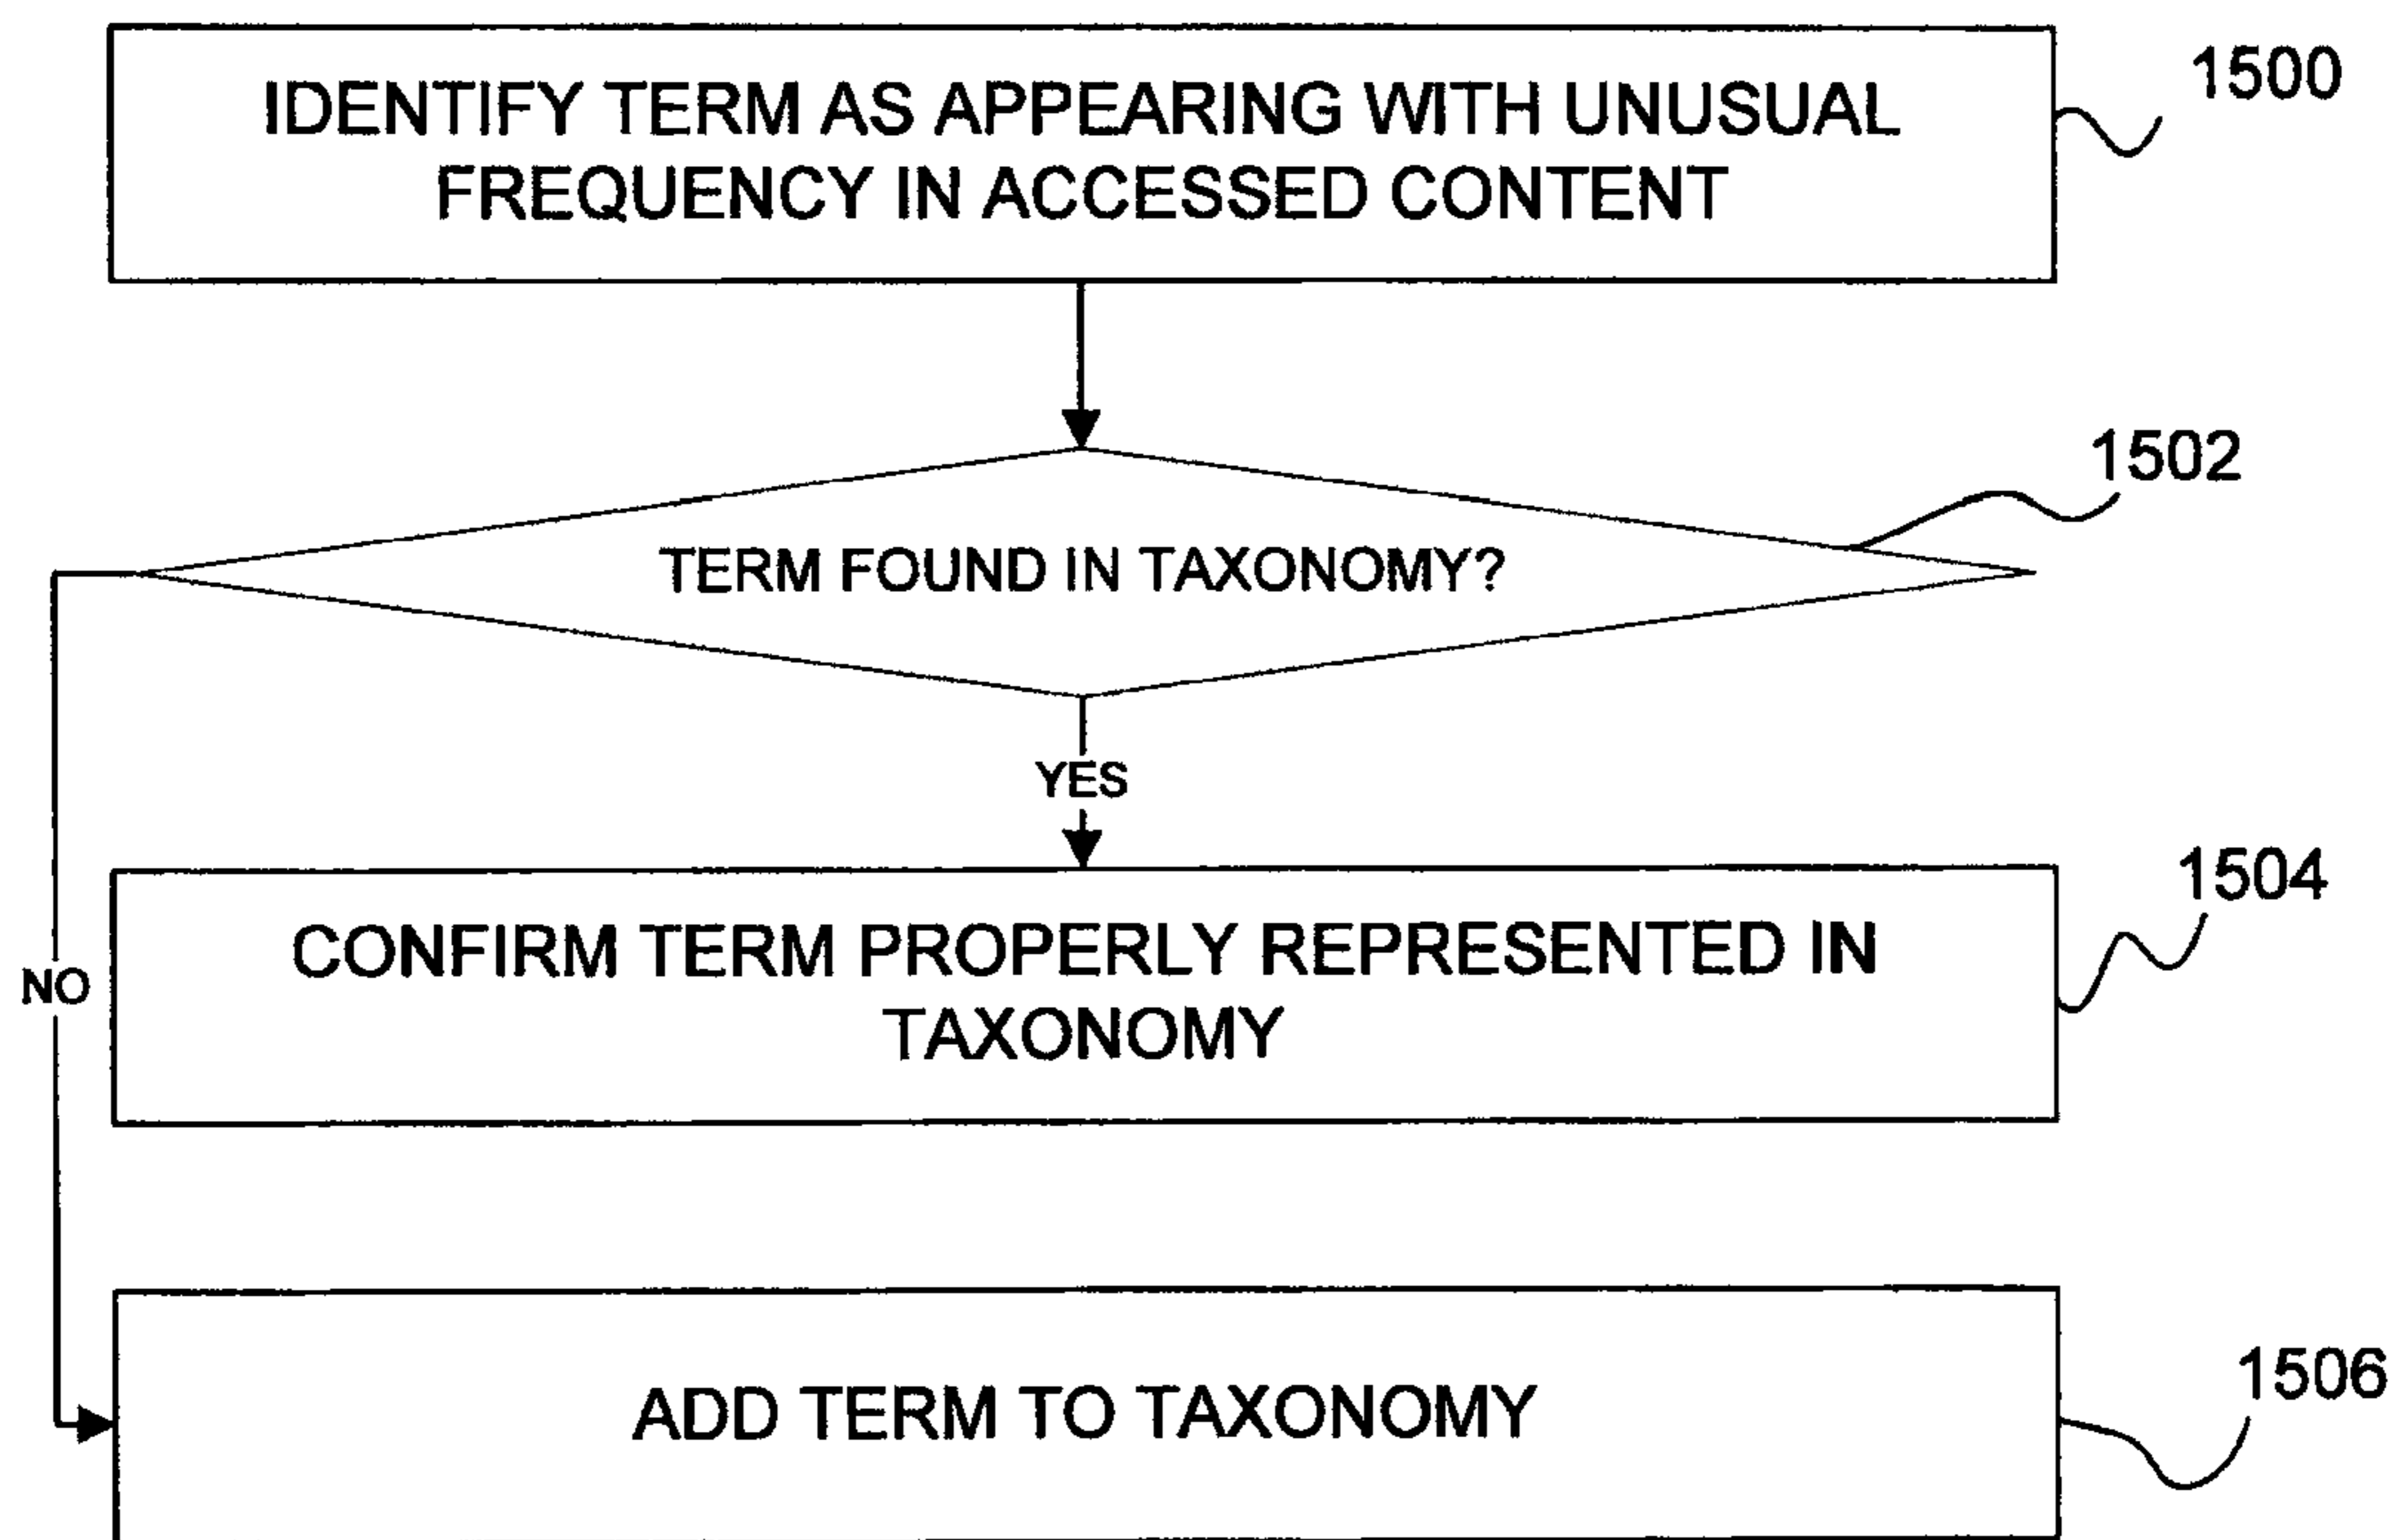 IDENTIFY TERM AS APPEARING WITH UNUSUAL
FREQUENCY IN ACCESSED CONTENT
1500
TERM FOUND IN TAXONOMY?
1502
YES
CONFIRM TERM PROPERLY REPRESENTED IN
TAXONOMY
1504
NO
ADD TERM TO TAXONOMY
1506